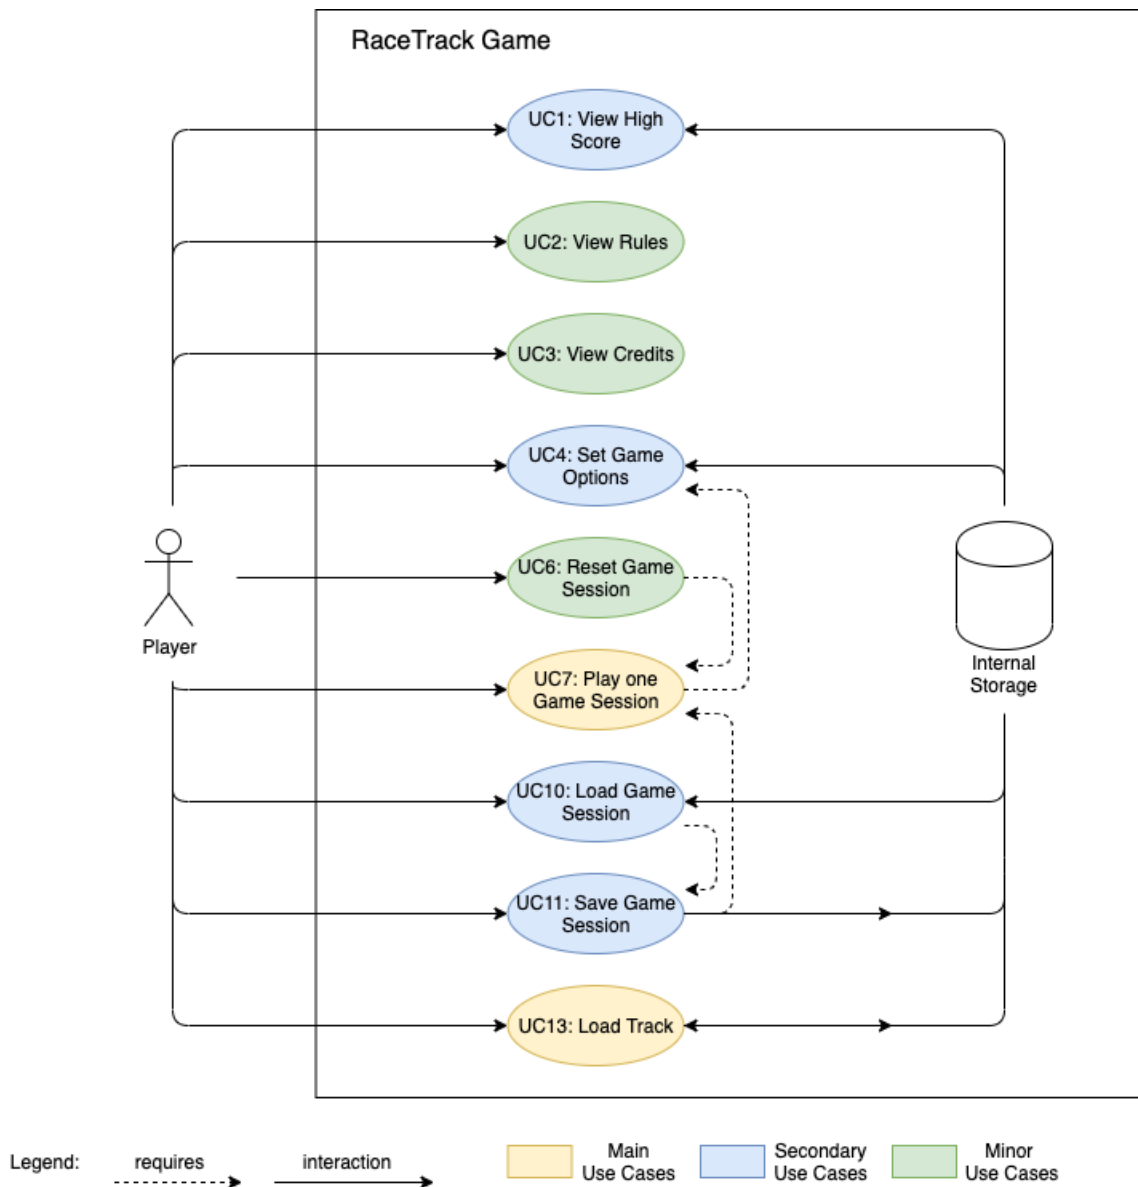 RaceTrack Game
UC1: View High
Score
UC2: View Rules
UC3: View Credits
UC4: Set Game
Options
UC6: Reset Game
Session
Player
UC7: Play one
Game Session
Internal
Storage
UC10: Load Game
Session
UC11: Save Game
Session
UC13: Load Track
Legend:
requires
interaction
Main
Use Cases
Secondary
Use Cases
Minor
Use Cases